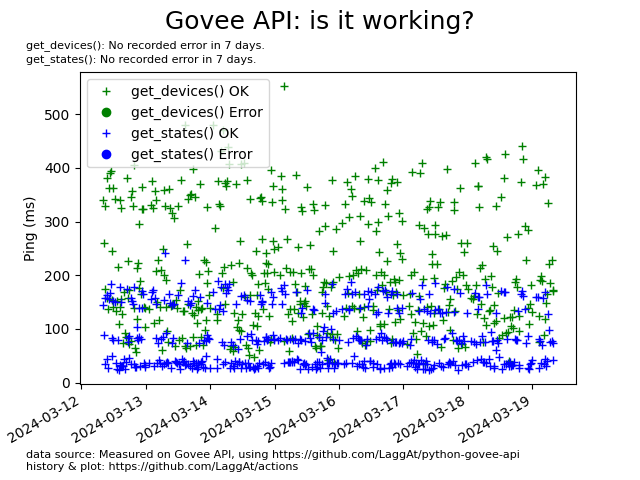 Govee API: is it working?
get_devices(): No recorded error in 7 days.
get_states(): No recorded error in 7 days.
get_devices() OK
get_devices() Error
get_states() OK
get_states() Error
Ping (ms)
500
400
300
200
100
0
2024-03-12
2024-03-13
2024-03-14
2024-03-15
2024-03-16
2024-03-17
2024-03-18
2024-03-19
data source: Measured on Govee API, using https://github.com/LaggAt/python-govee-api
history & plot: https://github.com/LaggAt/actions